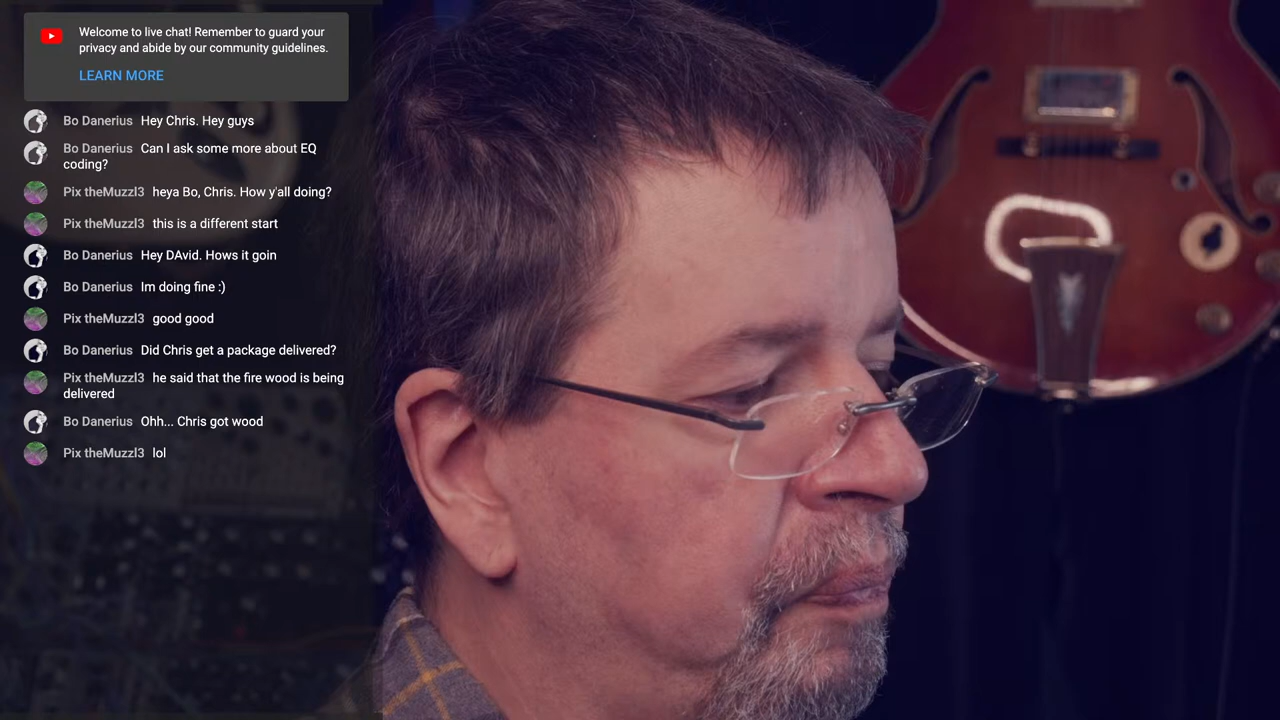 Welcome to live chat! Remember to guard your
privacy and abide by our community guidelines.
LEARN MORE
Bo Danerius Hey Chris. Hey guys
Bo Danerius Can I ask some more about EQ
coding?
Pix theMuzzl3 heya Bo, Chris. How y'all doing?
Pix theMuzzl3 this is a different start
Bo Danerius Hey DAvid. Hows it goin
Bo Danerius Im doing fine :)
Pix theMuzzl3 good good
Bo Danerius Did Chris get a package delivered?
Pix theMuzzl3 he said that the fire wood is being
delivered
Bo Danerius Ohh... Chris got wood
Pix theMuzzl3 lol